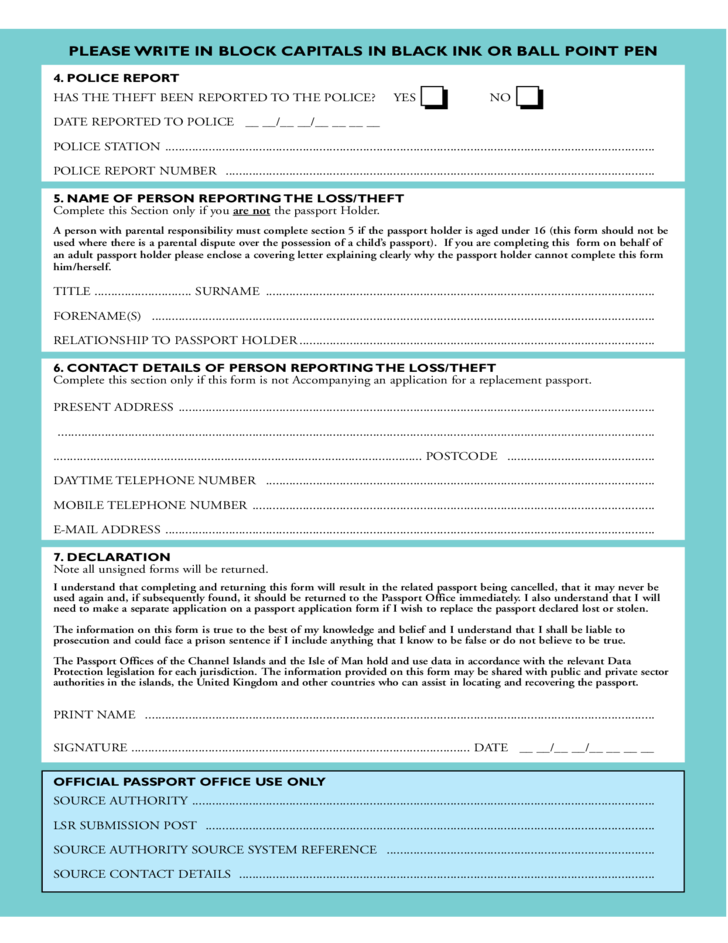 PLEASE WRITE IN BLOCK CAPITALS IN BLACK INK OR BALL POINT PEN
4. POLICE REPORT
HAS THE THEFT BEEN REPORTED TO THE POLICE? YES NO
DATE REPORTED TO POLICE __ __/__ __/__ __ __ __
POLICE STATION ..........
POLICE REPORT NUMBER ..........
5. NAME OF PERSON REPORTING THE LOSS/THEFT
Complete this Section only if you are not the passport Holder.
A person with parental responsibility must complete section 5 if the passport holder is aged under 16 (this form should not be
used where there is a parental dispute over the possession of a child's passport). If you are completing this form on behalf of
an adult passport holder please enclose a covering letter explaining clearly why the passport holder cannot complete this form
him/herself.
TITLE .......... SURNAME ..........
FORENAME(S) ..........
RELATIONSHIP TO PASSPORT HOLDER ..........
6. CONTACT DETAILS OF PERSON REPORTING THE LOSS/THEFT
Complete this section only if this form is not Accompanying an application for a replacement passport.
PRESENT ADDRESS ..........
..........
.......... POSTCODE ..........
DAYTIME TELEPHONE NUMBER ..........
MOBILE TELEPHONE NUMBER ..........
E-MAIL ADDRESS ..........
7. DECLARATION
Note all unsigned forms will be returned.
I understand that completing and returning this form will result in the related passport being cancelled, that it may never be
used again and, if subsequently found, it should be returned to the Passport Office immediately. I also understand that I will
need to make a separate application on a passport application form if I wish to replace the passport declared lost or stolen.
The information on this form is true to the best of my knowledge and belief and I understand that I shall be liable to
prosecution and could face a prison sentence if I include anything that I know to be false or do not believe to be true.
The Passport Offices of the Channel Islands and the Isle of Man hold and use data in accordance with the relevant Data
Protection legislation for each jurisdiction. The information provided on this form may be shared with public and private sector
authorities in the islands, the United Kingdom and other countries who can assist in locating and recovering the passport.
PRINT NAME ..........
SIGNATURE .......... DATE __ __/__ __/__ __ __ __
OFFICIAL PASSPORT OFFICE USE ONLY
SOURCE AUTHORITY ..........
LSR SUBMISSION POST ..........
SOURCE AUTHORITY SOURCE SYSTEM REFERENCE ..........
SOURCE CONTACT DETAILS ..........